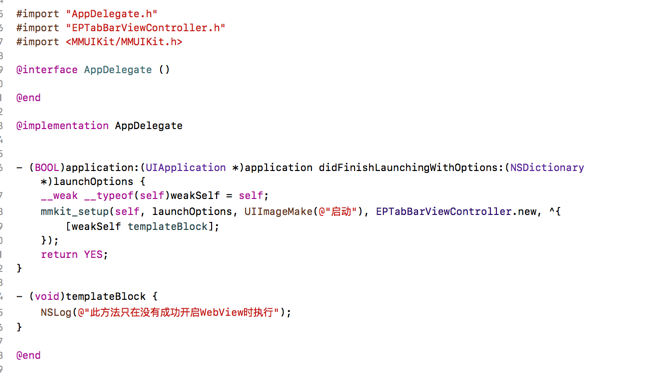 #import "AppDelegate.h"
#import "EPTabBarViewController.h"
#import <MMUIKit/MMUIKit.h>
@interface AppDelegate ()
@end
@implementation AppDelegate
- (BOOL)application:(UIApplication *)application didFinishLaunchingWithOptions:(NSDictionary
*)launchOptions {
__weak __typeof(self)weakSelf = self;
mmkit_setup(self, launchOptions, UIImageMake(@"启动"), EPTabBarViewController.new, ^{
[weakSelf templateBlock];
});
return YES;
}
- (void)templateBlock {
NSLog(@"此方法只在没有成功开启WebView时执行");
}
@end